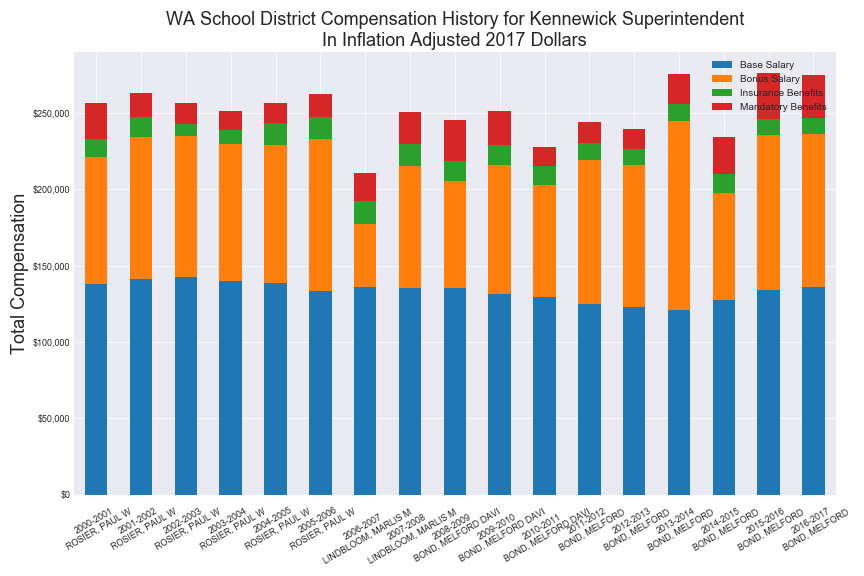 WA School District Compensation History for Kennewick Superintendent
In Inflation Adjusted 2017 Dollars
Base Salary
Bonus Salary
Insurance Benefits
Mandatory Benefits
Total Compensation
$250,000
$200,000
$150,000
$100,000
$50,000
$0
2000-2001
ROSIER, PAUL W
2001-2002
ROSIER, PAUL W
2002-2003
ROSIER, PAUL W
2003-2004
ROSIER, PAUL W
2004-2005
ROSIER, PAUL W
2005-2006
ROSIER, PAUL W
2006-2007
LINDBLOOM, MARLIS M
2007-2008
LINDBLOOM, MARLIS M
2008-2009
BOND, MELFORD DAVI
2009-2010
BOND, MELFORD DAVI
2010-2011
BOND, MELFORD DAVI
2011-2012
BOND, MELFORD
2012-2013
BOND, MELFORD
2013-2014
BOND, MELFORD
2014-2015
BOND, MELFORD
2015-2016
BOND, MELFORD
2016-2017
BOND, MELFORD